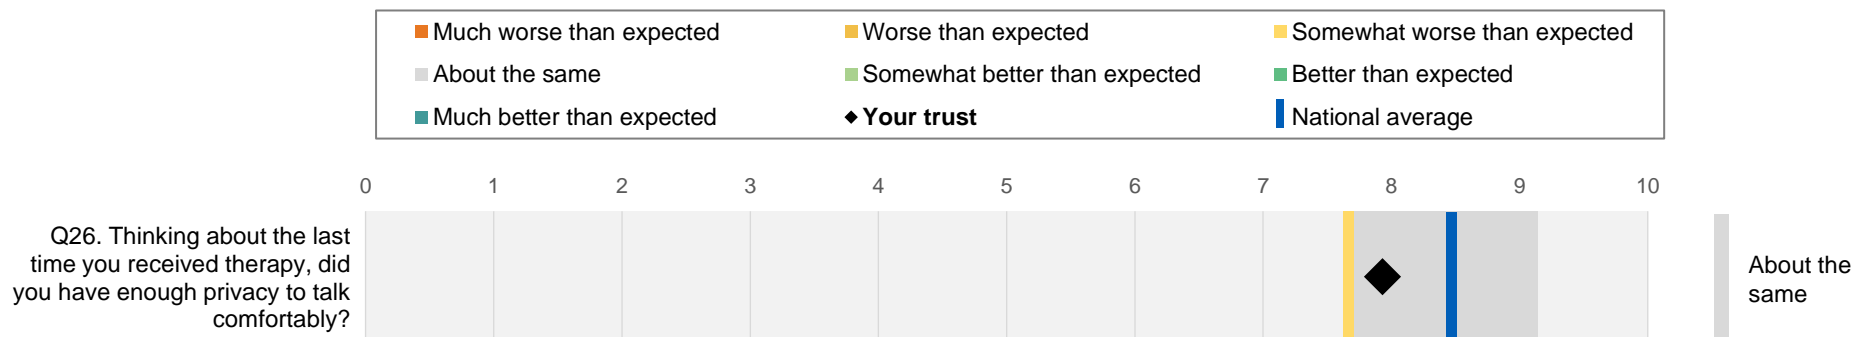 Much worse than expected
Worse than expected
Somewhat worse than expected
About the same
Somewhat better than expected
Better than expected
Much better than expected
Your trust
National average
0 1 2 3 4 5 6 7 8 9 10
Q26. Thinking about the last
time you received therapy, did
you have enough privacy to talk
comfortably?
About the
same